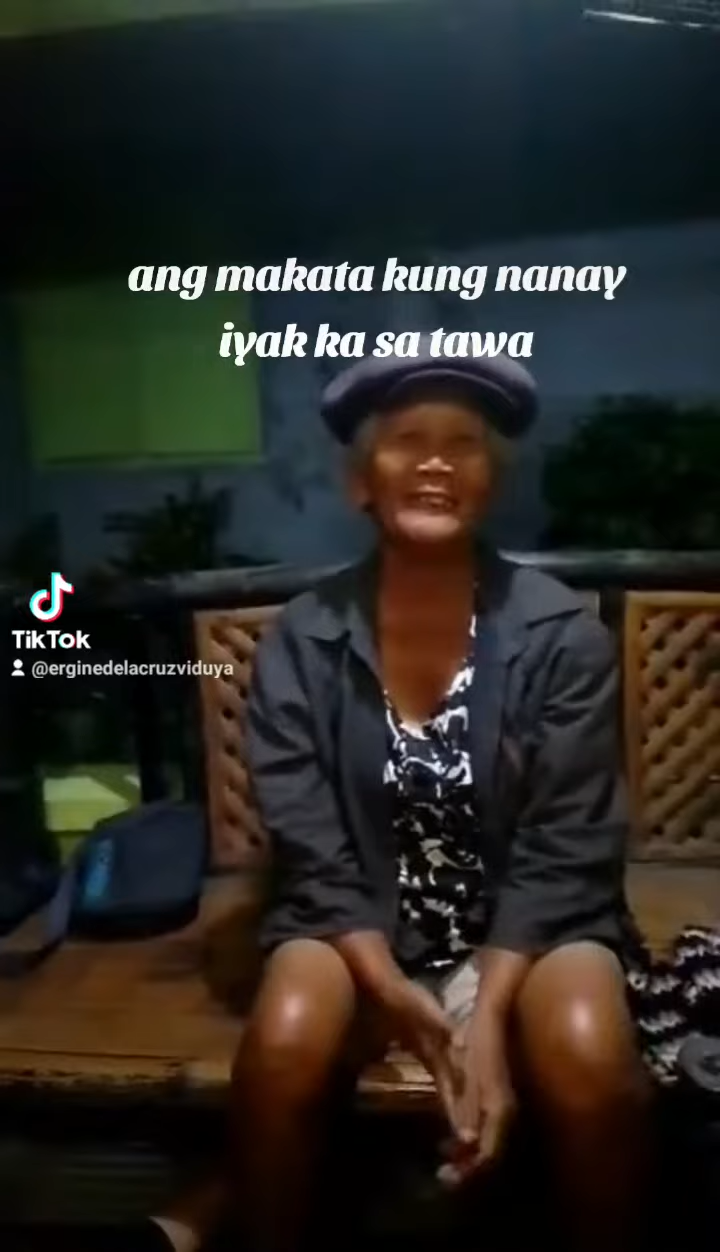 ang makata kung nanay
iyak ka sa tawa
TikTok
@erginedelacruzviduya